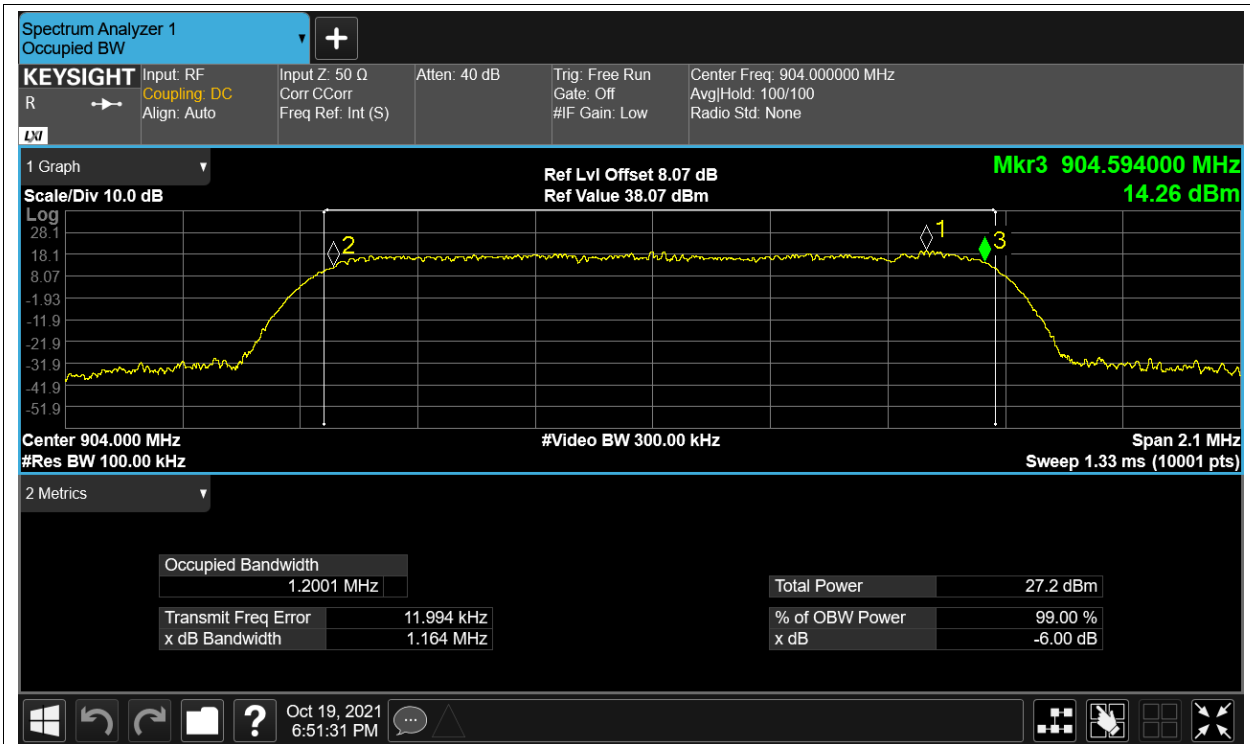 Spectrum Analyzer 1
Occupied BW
▼
+
KEYSIGHT
R
LXI
Input: RF
Coupling: DC
Align: Auto
Input Z: 50 Ω
Corr CCorr
Freq Ref: Int (S)
Atten: 40 dB
Trig: Free Run
Gate: Off
#IF Gain: Low
Center Freq: 904.000000 MHz
Avg|Hold: 100/100
Radio Std: None
1 Graph ▼
Scale/Div 10.0 dB
Ref Lvl Offset 8.07 dB
Ref Value 38.07 dBm
Mkr3 904.594000 MHz
14.26 dBm
Log
28.1
18.1
8.07
-1.93
-11.9
-21.9
-31.9
-41.9
-51.9
2
1
3
Center 904.000 MHz
#Res BW 100.00 kHz
#Video BW 300.00 kHz
Span 2.1 MHz
Sweep 1.33 ms (10001 pts)
2 Metrics ▼
Occupied Bandwidth
1.2001 MHz
Transmit Freq Error 11.994 kHz
x dB Bandwidth 1.164 MHz
Total Power 27.2 dBm
% of OBW Power 99.00 %
x dB -6.00 dB
?
Oct 19, 2021
6:51:31 PM